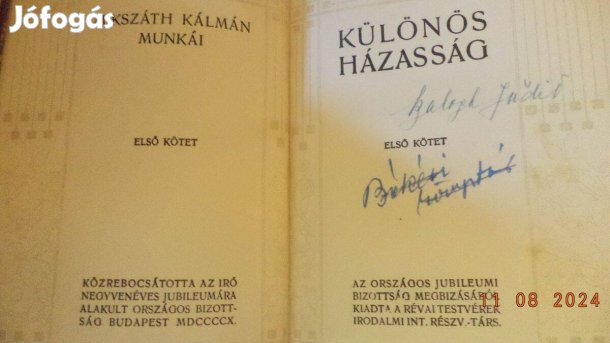 Jófogás
KSZÁTH KÁLMÁN
MUNKÁI
ELSŐ KÖTET
KÖZREBOCSÁTOTTA AZ IRÓ
NEGYVENÉVES JUBILEUMÁRA
ALAKULT ORSZÁGOS BIZOTT-
SÁG BUDAPEST MDCCCCX.
KÜLÖNÖS
HÁZASSÁG
Balogh Judit
ELSŐ KÖTET
Békési
AZ ORSZÁGOS JUBILEUMI
BIZOTTSÁG MEGBIZÁSÁBÓL
KIADTA A RÉVAI TESTVÉREK
IRODALMI INT. RÉSZV.-TÁRS.
11 08 2024